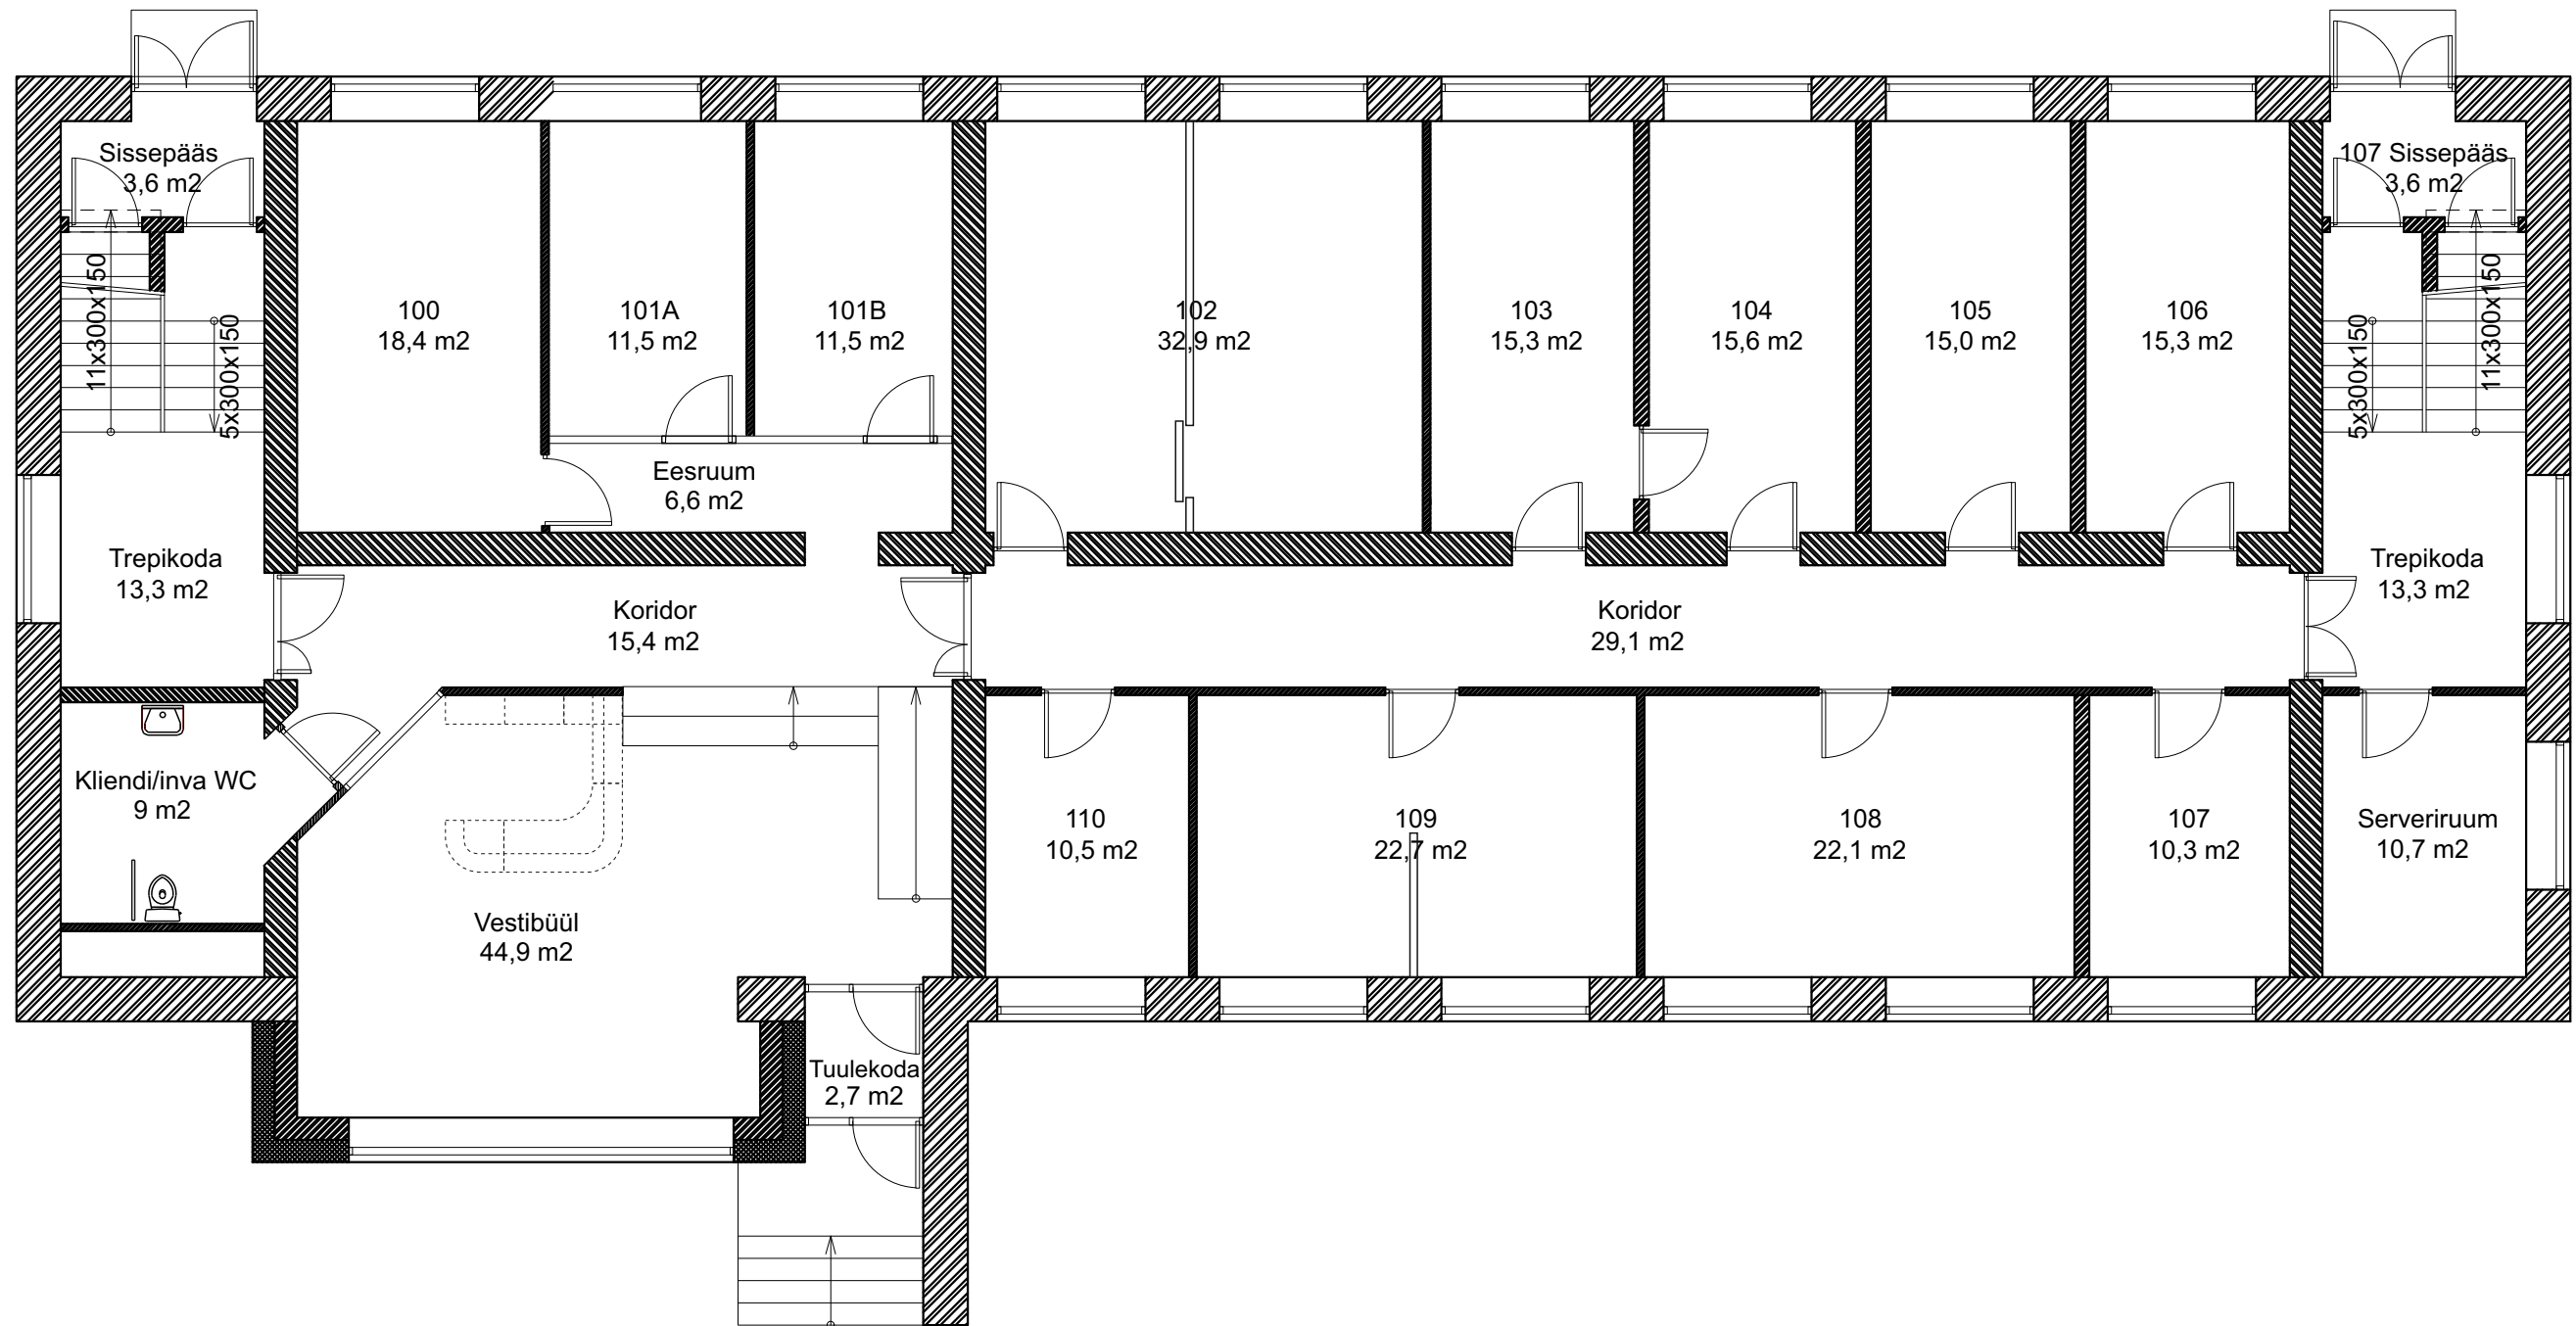 Sissepääs
3,6 m2
107 Sissepääs
3,6 m2
11x300x150
5x300x150
100
18,4 m2
101A
11,5 m2
101B
11,5 m2
102
32,9 m2
103
15,3 m2
104
15,6 m2
105
15,0 m2
106
15,3 m2
5x300x150
11x300x150
Eesruum
6,6 m2
Trepikoda
13,3 m2
Koridor
15,4 m2
Koridor
29,1 m2
Trepikoda
13,3 m2
Kliendi/inva WC
9 m2
110
10,5 m2
109
22,7 m2
108
22,1 m2
107
10,3 m2
Serveriruum
10,7 m2
Vestibüül
44,9 m2
Tuulekoda
2,7 m2